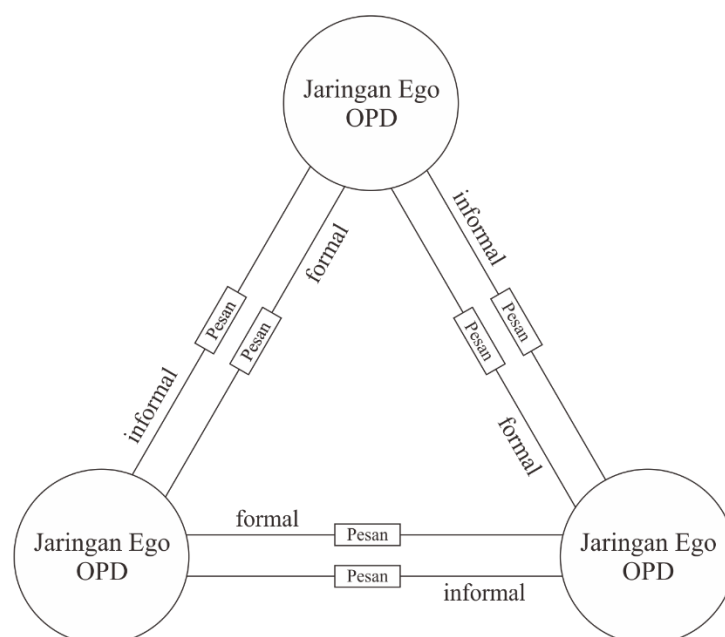 Jaringan Ego
OPD
informal
formal
Pesan
Pesan
Pesan
Pesan
informal
formal
Jaringan Ego
OPD
formal
Pesan
Pesan
informal
Jaringan Ego
OPD